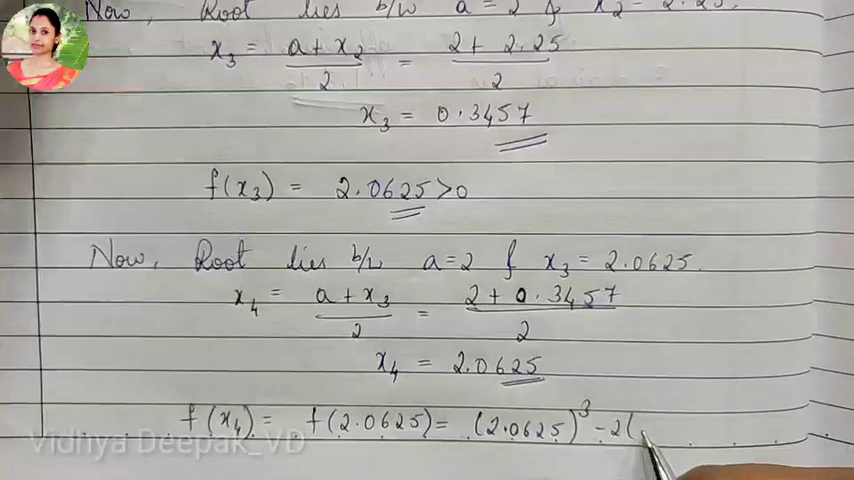 Now, Root lies b/w a = 2 & x2 = 2.25.
x3 = a + x2 / 2 = 2 + 2.25 / 2
x3 = 0.3457
f(x3) = 2.0625 > 0
Now, Root lies b/w a = 2 & x3 = 2.0625.
x4 = a + x3 / 2 = 2 + 0.3457 / 2
x4 = 2.0625
f(x4) = f(2.0625) = (2.0625)^3 - 2(
Vidhya Deepak_VD